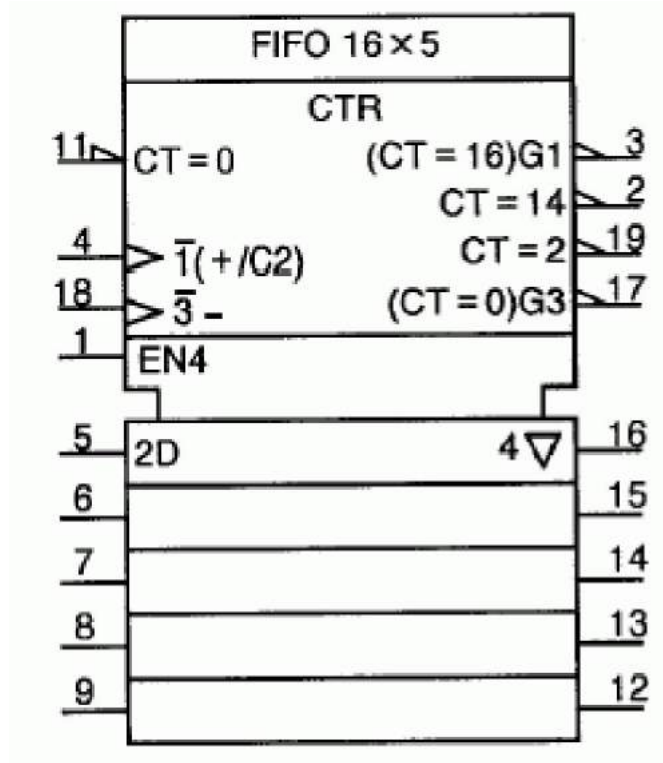 FIFO 16×5
CTR
11 CT=0 (CT=16)G1 3
CT=14 2
4 1̅(+/C2) CT=2 19
18 3̅− (CT=0)G3 17
1 EN4
5 2D 4▽ 16
6 15
7 14
8 13
9 12